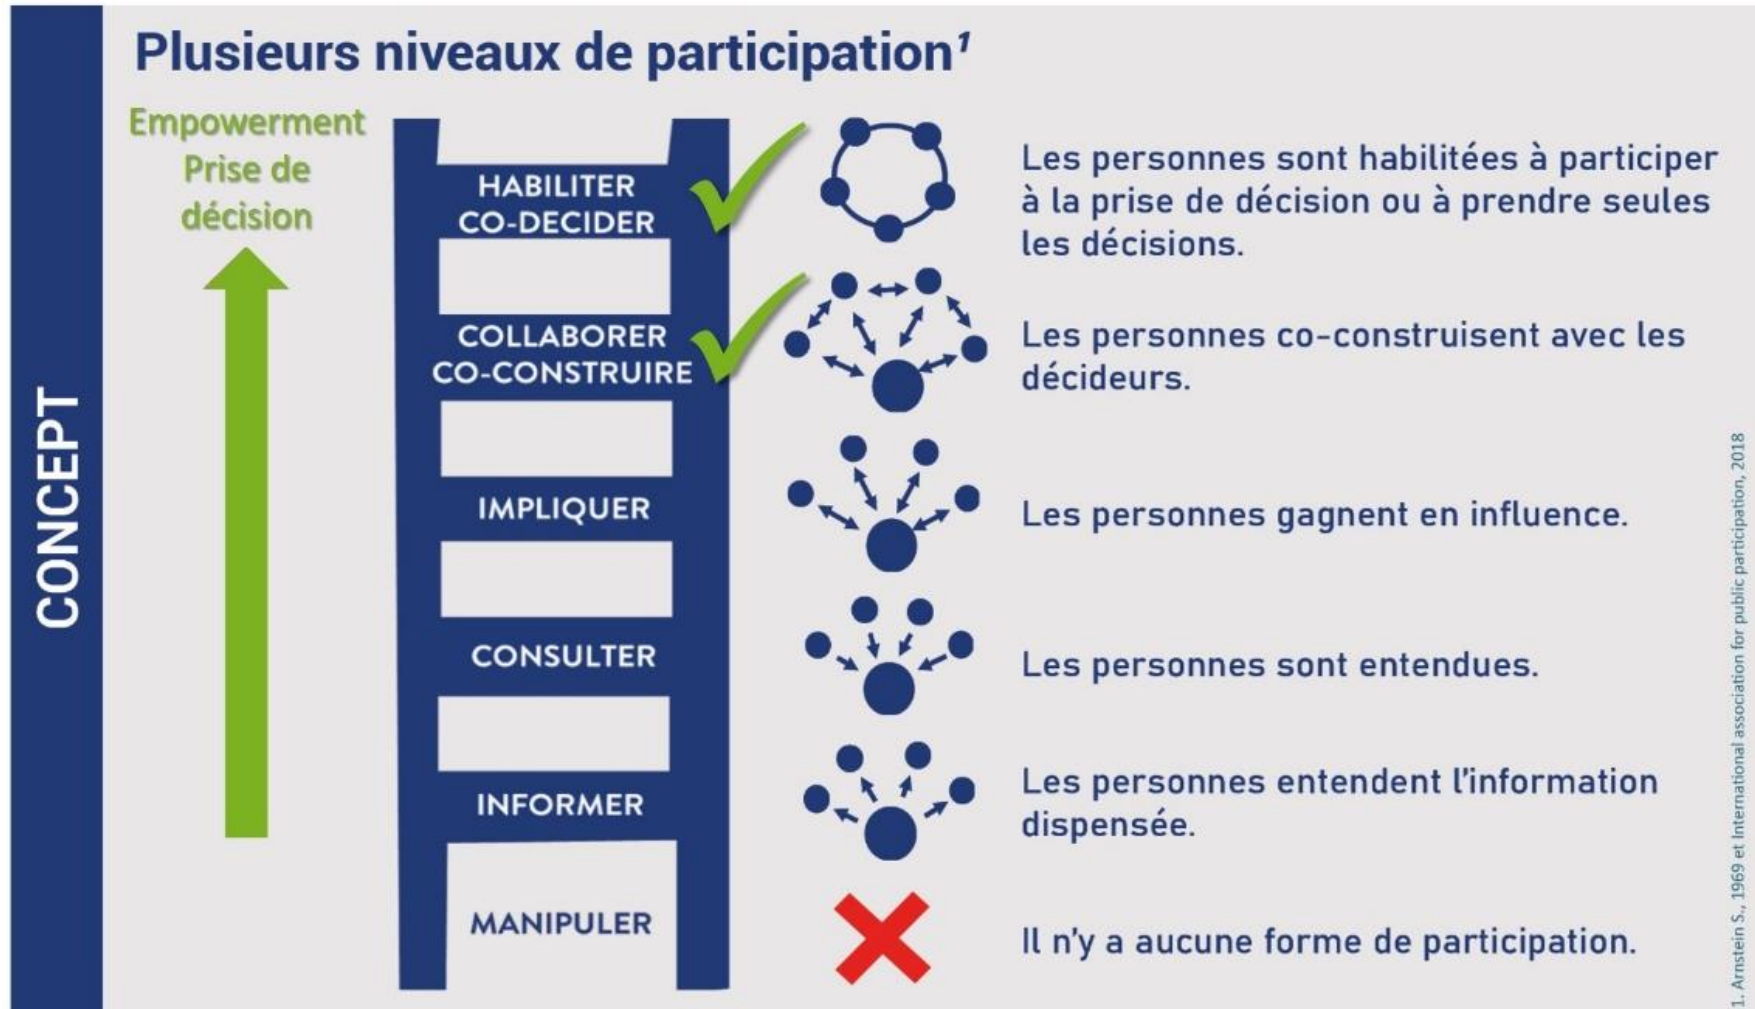 CONCEPT
Plusieurs niveaux de participation¹
Empowerment
Prise de
décision
HABILITER
CO-DECIDER
Les personnes sont habilitées à participer
à la prise de décision ou à prendre seules
les décisions.
COLLABORER
CO-CONSTRUIRE
Les personnes co-construisent avec les
décideurs.
IMPLIQUER
Les personnes gagnent en influence.
CONSULTER
Les personnes sont entendues.
INFORMER
Les personnes entendent l'information
dispensée.
MANIPULER
Il n'y a aucune forme de participation.
1. Arnstein S., 1969 et International association for public participation, 2018